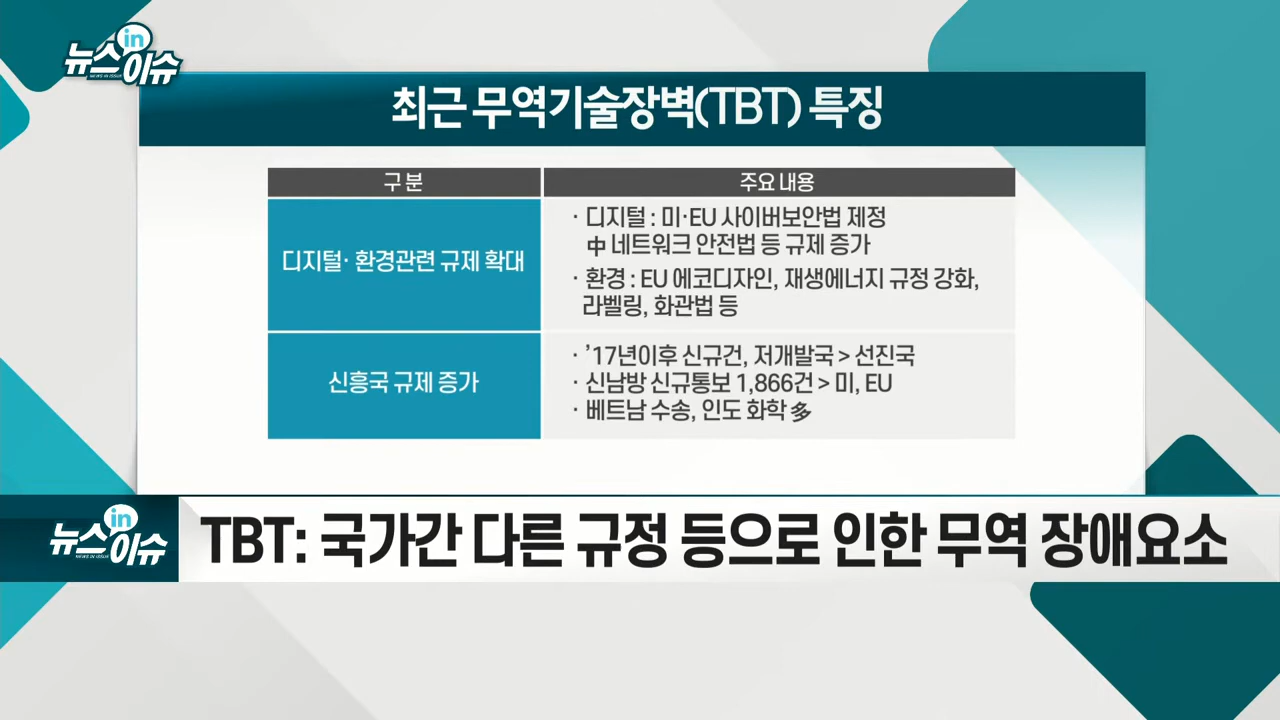 뉴스in이슈
NEWS IN ISSUE
최근 무역기술장벽(TBT) 특징
구 분
주요 내용
디지털· 환경관련 규제 확대
· 디지털 : 미·EU 사이버보안법 제정
中 네트워크 안전법 등 규제 증가
· 환경 : EU 에코디자인, 재생에너지 규정 강화,
라벨링, 화관법 등
신흥국 규제 증가
· ’17년이후 신규건, 저개발국 > 선진국
· 신남방 신규통보 1,866건 > 미, EU
· 베트남 수송, 인도 화학 多
뉴스in이슈
NEWS IN ISSUE
TBT: 국가간 다른 규정 등으로 인한 무역 장애요소